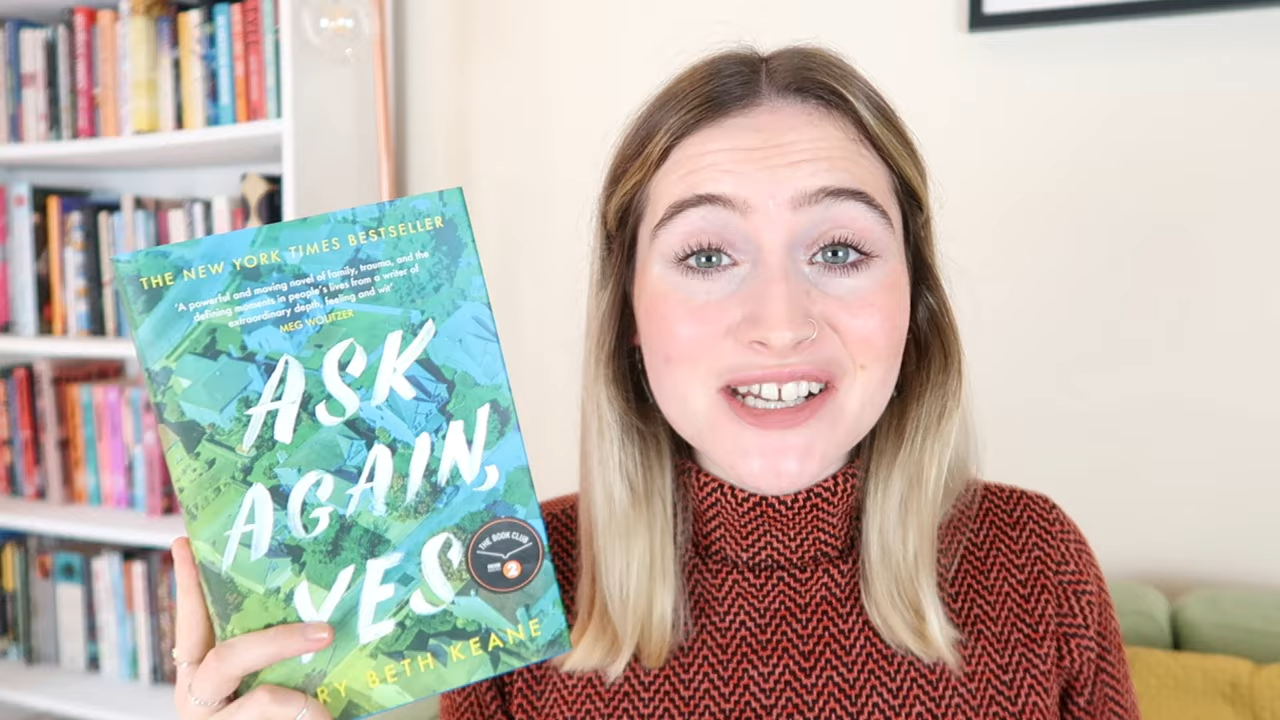 THE NEW YORK TIMES BESTSELLER
'A powerful and moving novel of family, trauma, and the
defining moments in people's lives from a writer of
extraordinary depth, feeling and wit'
MEG WOLITZER
ASK
AGAIN,
YES
THE BOOK CLUB
BBC
RADIO
2
RY BETH KEANE